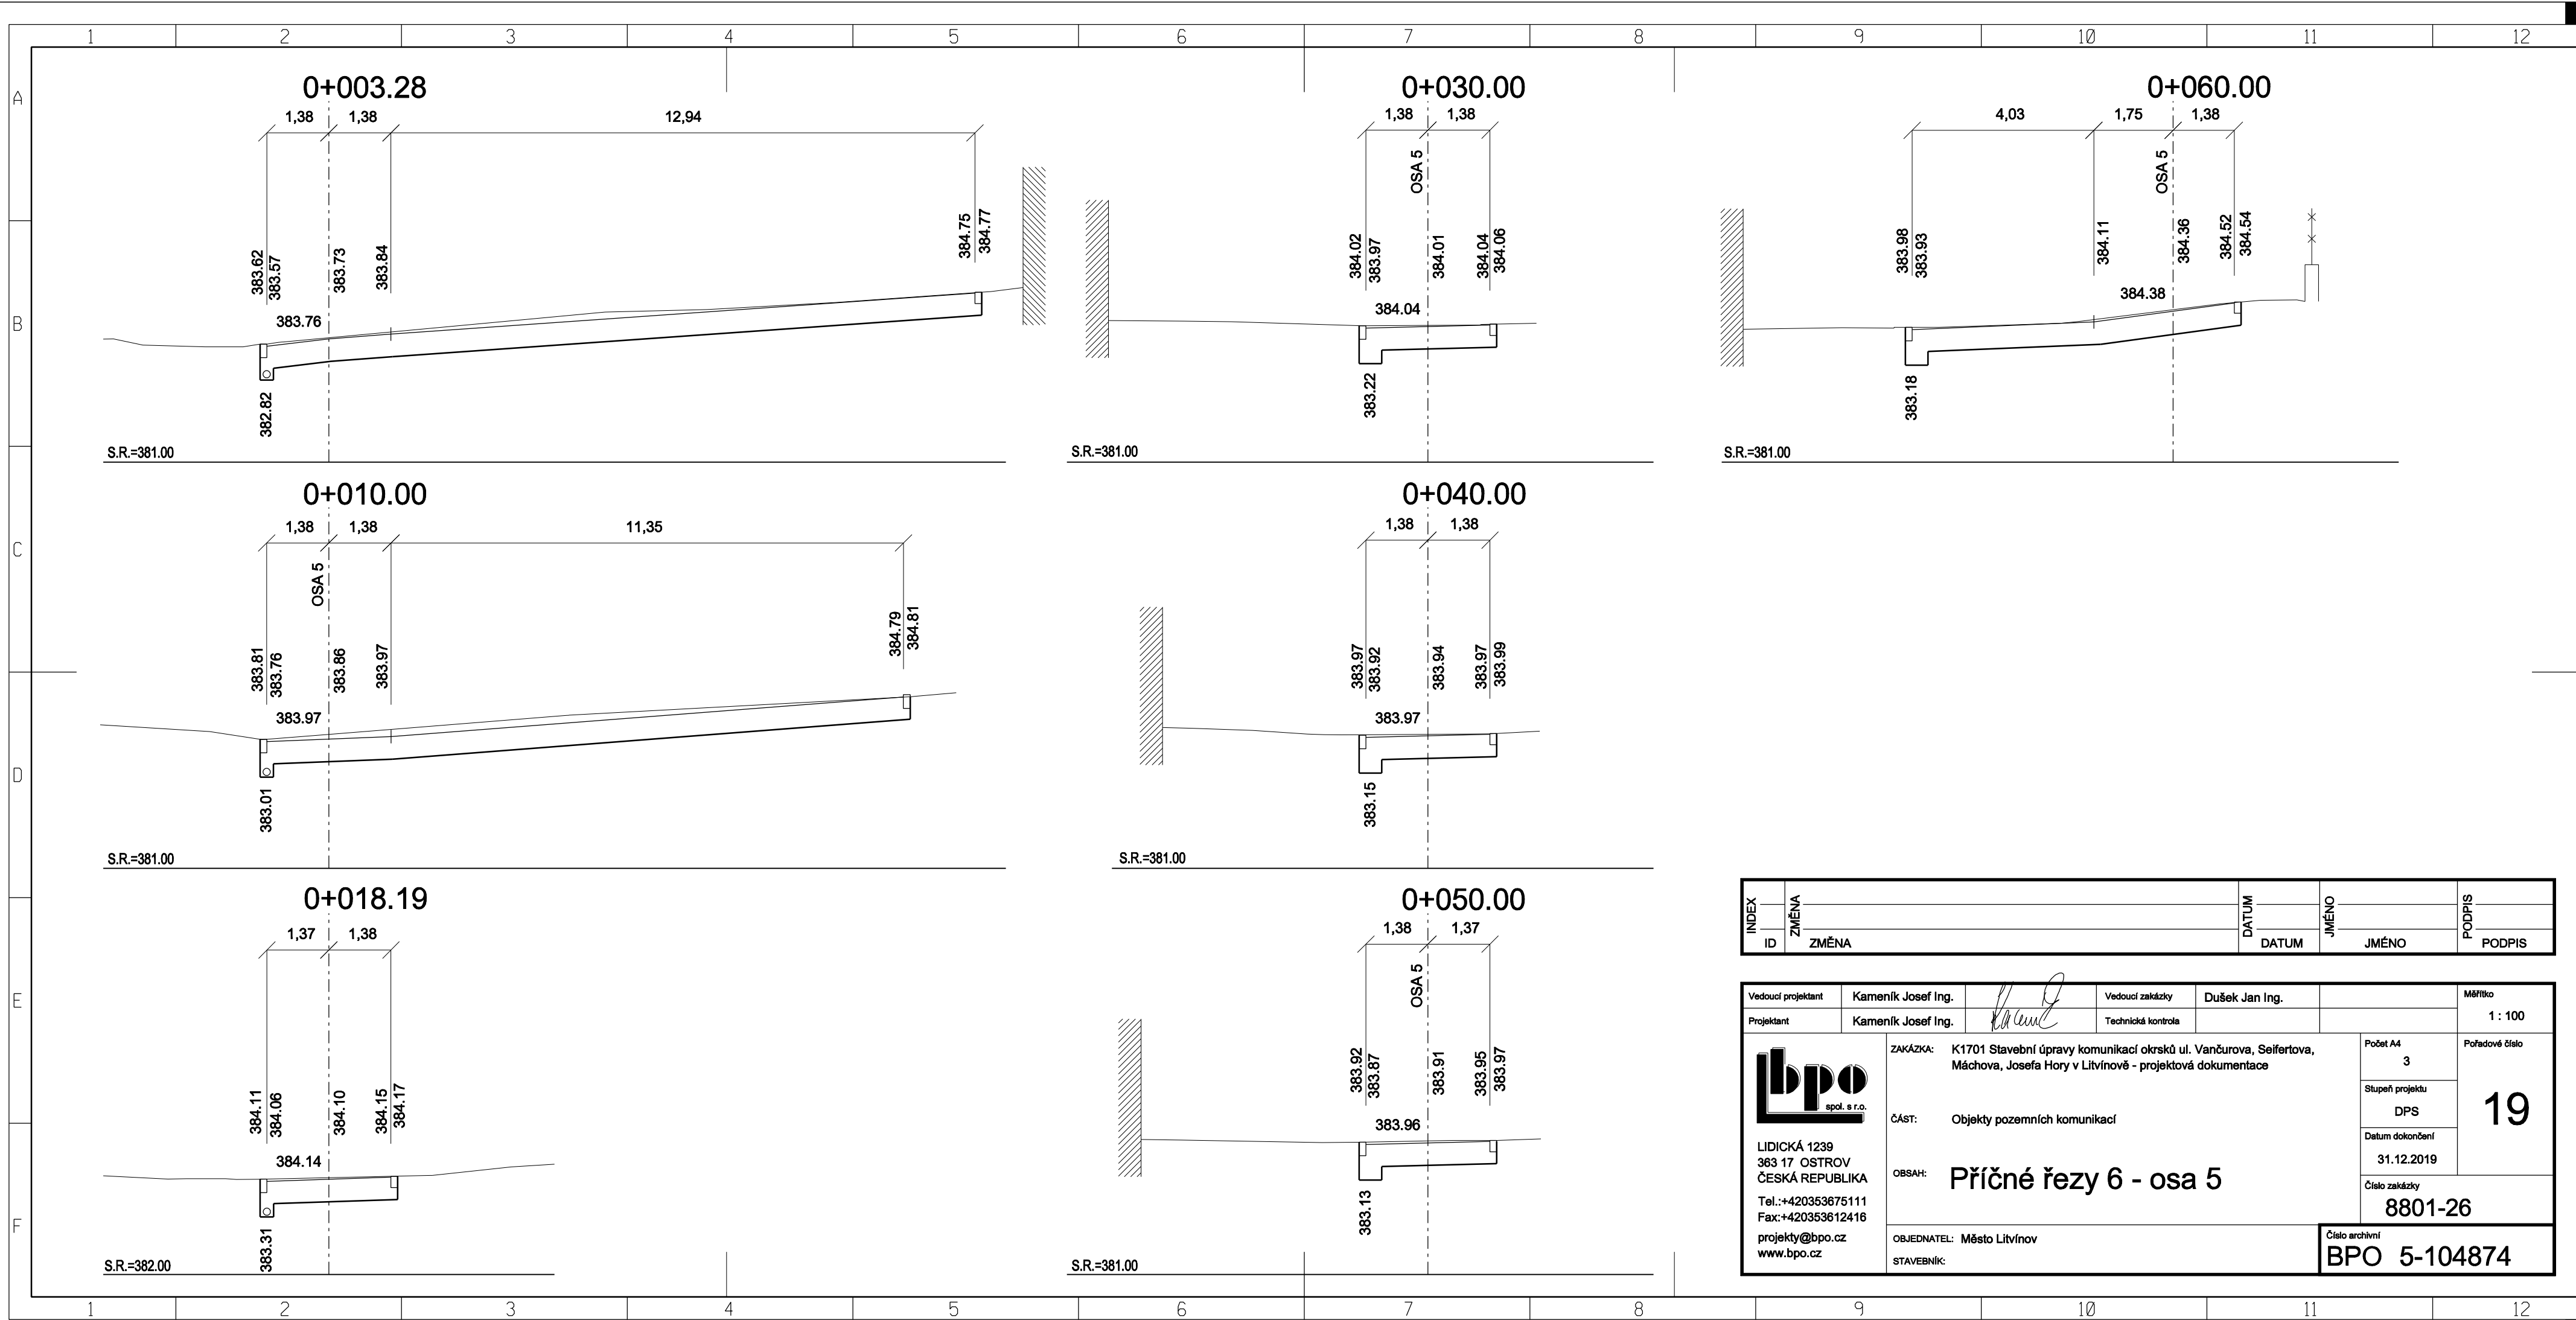 1 2 3 4 5 6 7 8 9 10 11 12
A
B
C
D
E
F
0+003.28
1,38 1,38 12,94
383.62
383.57
383.73
383.84
384.75
384.77
383.76
382.82
S.R.=381.00
0+010.00
1,38 1,38 11,35
OSA 5
383.81
383.76
383.86
383.97
384.79
384.81
383.97
383.01
S.R.=381.00
0+018.19
1,37 1,38
384.11
384.06
384.10
384.15
384.17
384.14
383.31
S.R.=382.00
0+030.00
1,38 1,38
OSA 5
384.02
383.97
384.01
384.04
384.06
384.04
383.22
S.R.=381.00
0+040.00
1,38 1,38
383.97
383.92
383.94
383.97
383.99
383.97
383.15
S.R.=381.00
0+050.00
1,38 1,37
OSA 5
383.92
383.87
383.91
383.95
383.97
383.96
383.13
S.R.=381.00
0+060.00
4,03 1,75 1,38
OSA 5
383.98
383.93
384.11
384.36
384.52
384.54
384.38
383.18
S.R.=381.00
INDEX ZMĚNA DATUM JMÉNO PODPIS
ID ZMĚNA DATUM JMÉNO PODPIS
Vedoucí projektant Kameník Josef Ing. Vedoucí zakázky Dušek Jan Ing. Měřítko
1 : 100
Projektant Kameník Josef Ing. Technická kontrola
bpo
spol. s r.o.
LIDICKÁ 1239
363 17 OSTROV
ČESKÁ REPUBLIKA
Tel.:+420353675111
Fax:+420353612416
projekty@bpo.cz
www.bpo.cz
ZAKÁZKA: K1701 Stavební úpravy komunikací okrsků ul. Vančurova, Seifertova,
Máchova, Josefa Hory v Litvínově - projektová dokumentace
ČÁST: Objekty pozemních komunikací
OBSAH: Příčné řezy 6 - osa 5
OBJEDNATEL: Město Litvínov
STAVEBNÍK:
Počet A4
3
Stupeň projektu
DPS
Datum dokončení
31.12.2019
Pořadové číslo
19
Číslo zakázky
8801-26
Číslo archivní
BPO 5-104874
1 2 3 4 5 6 7 8 9 10 11 12